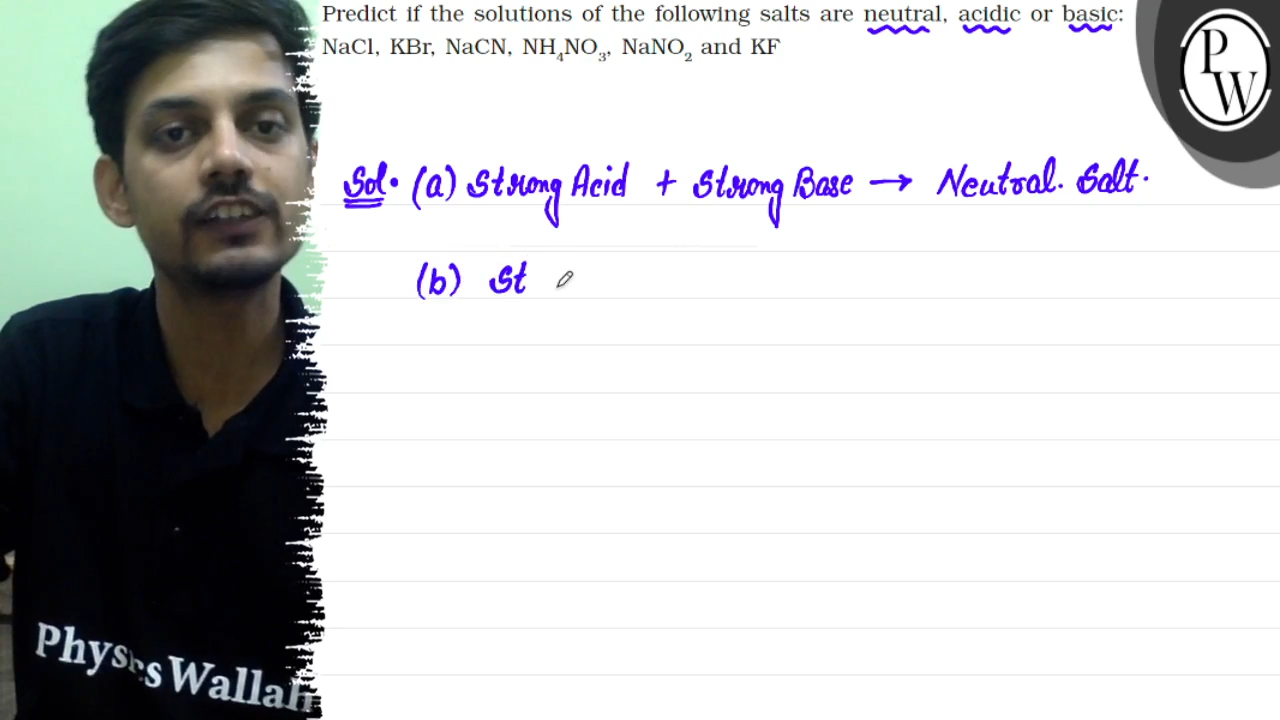 Predict if the solutions of the following salts are neutral, acidic or basic:
NaCl, KBr, NaCN, NH₄NO₃, NaNO₂ and KF
PW
Sol. (a) Strong Acid + Strong Base → Neutral. Salt.
(b) St
Physics Wallah